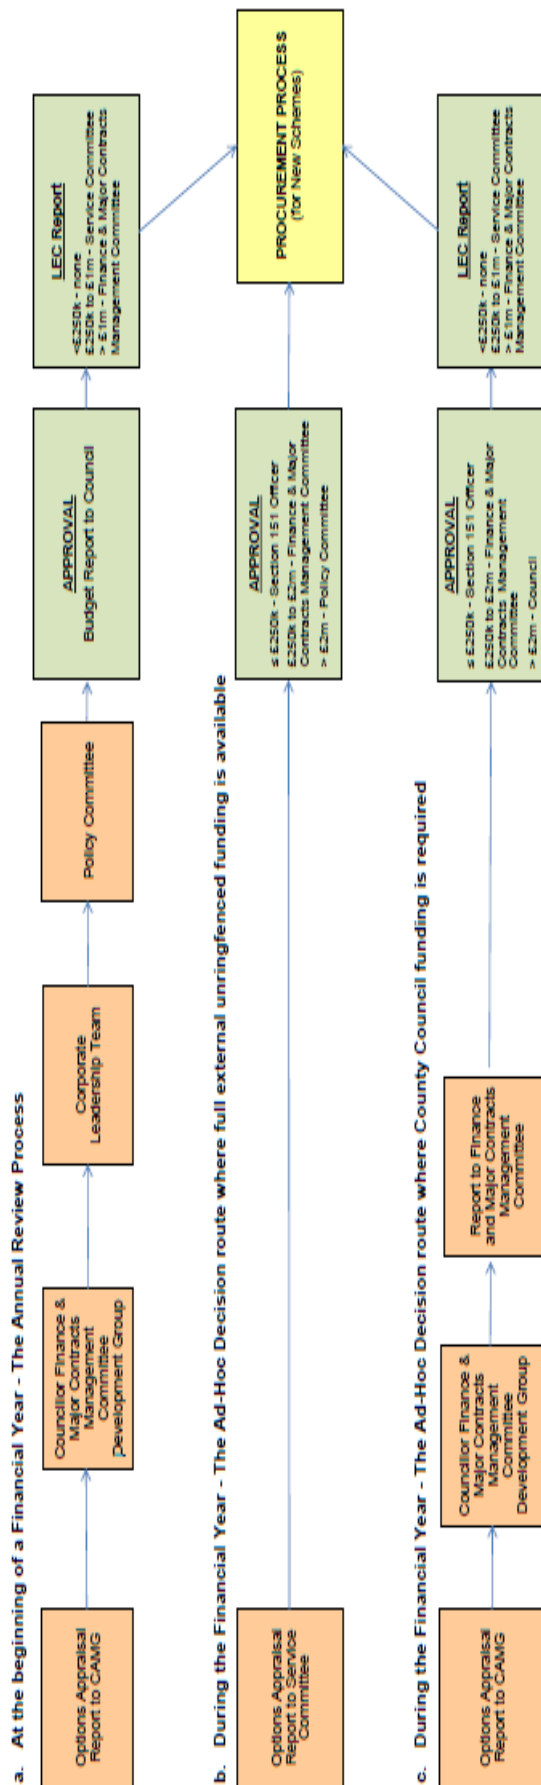 a. At the beginning of a Financial Year - The Annual Review Process
Options Appraisal
Report to CAMG
Councillor Finance &
Major Contracts
Management
Committee
Development Group
Corporate
Leadership Team
Policy Committee
APPROVAL
Budget Report to Council
LEC Report
<£250k - none
£250k to £1m - Service Committee
> £1m - Finance & Major Contracts
Management Committee
b. During the Financial Year - The Ad-Hoc Decision route where full external unringfenced funding is available
Options Appraisal
Report to Service
Committee
APPROVAL
≤ £250k - Section 151 Officer
£250k to £2m - Finance & Major
Contracts Management Committee
> £2m - Policy Committee
PROCUREMENT PROCESS
(for New Schemes)
c. During the Financial Year - The Ad-Hoc Decision route where County Council funding is required
Options Appraisal
Report to CAMG
Councillor Finance &
Major Contracts
Management
Committee
Development Group
Report to Finance
and Major Contracts
Management
Committee
APPROVAL
≤ £250k - Section 151 Officer
£250k to £2m - Finance & Major
Contracts Management
Committee
> £2m - Council
LEC Report
<£250k - none
£250k to £1m - Service Committee
> £1m - Finance & Major Contracts
Management Committee